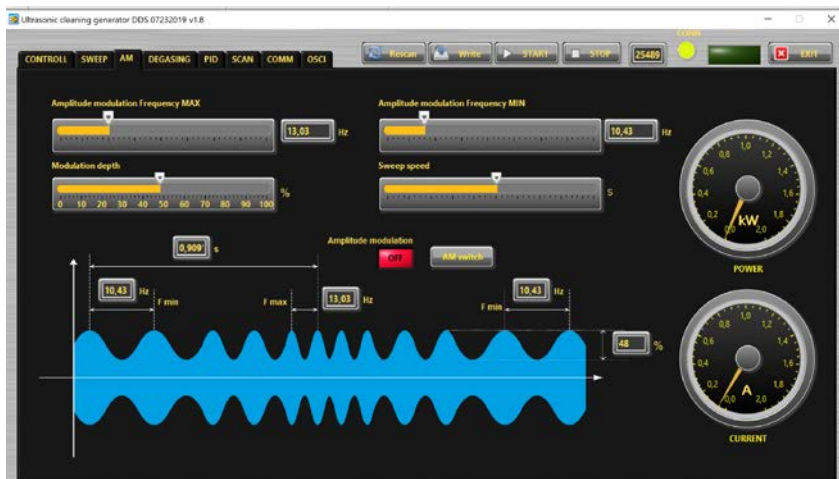 Ultrasonic cleaning generator DDS 07232019 v1.8
CONTROLL SWEEP AM DEGASING PID SCAN COMM OSCI
Rescan Write START STOP 25489 COMM EXIT
Amplitude modulation Frequency MAX
13,03 Hz
Amplitude modulation Frequency MIN
10,43 Hz
Modulation depth
0 10 20 30 40 50 60 70 80 90 100 %
Sweep speed
S
0,909 s
Amplitude modulation
OFF
AM switch
10,43 Hz
F min
F max
13,03 Hz
10,43 Hz
F min
48 %
0,0 0,2 0,4 0,6 0,8 1,0 1,2 1,4 1,6 1,8 2,0
kW
POWER
0,0 0,2 0,4 0,6 0,8 1,0 1,2 1,4 1,6 1,8 2,0
A
CURRENT